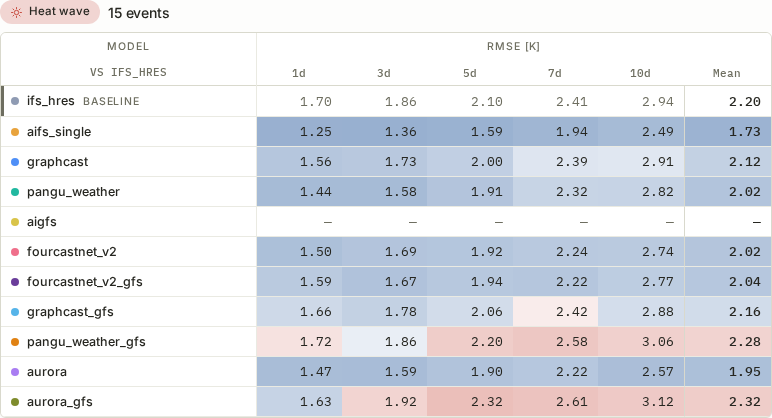 Heat wave 15 events
MODEL RMSE [K]
VS IFS_HRES 1d 3d 5d 7d 10d Mean
ifs_hres BASELINE 1.70 1.86 2.10 2.41 2.94 2.20
aifs_single 1.25 1.36 1.59 1.94 2.49 1.73
graphcast 1.56 1.73 2.00 2.39 2.91 2.12
pangu_weather 1.44 1.58 1.91 2.32 2.82 2.02
aigfs — — — — — —
fourcastnet_v2 1.50 1.69 1.92 2.24 2.74 2.02
fourcastnet_v2_gfs 1.59 1.67 1.94 2.22 2.77 2.04
graphcast_gfs 1.66 1.78 2.06 2.42 2.88 2.16
pangu_weather_gfs 1.72 1.86 2.20 2.58 3.06 2.28
aurora 1.47 1.59 1.90 2.22 2.57 1.95
aurora_gfs 1.63 1.92 2.32 2.61 3.12 2.32